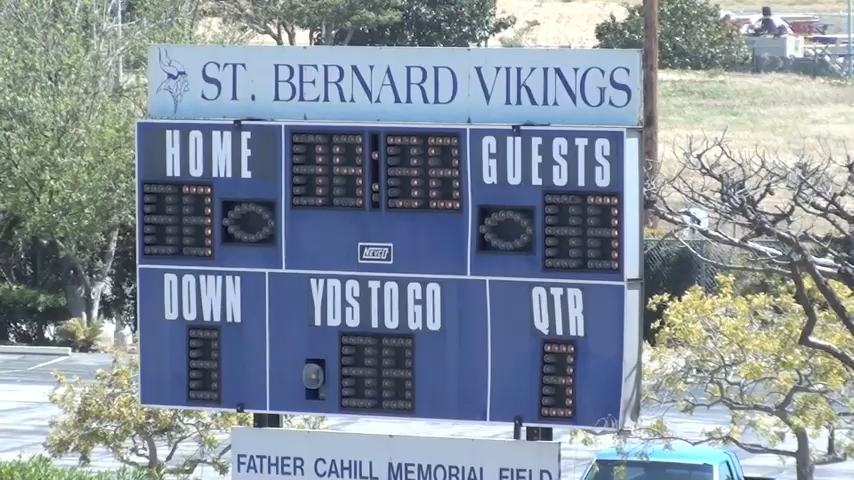 ST. BERNARD VIKINGS
HOME GUESTS
NEVCO
DOWN YDS TO GO QTR
FATHER CAHILL MEMORIAL FIELD